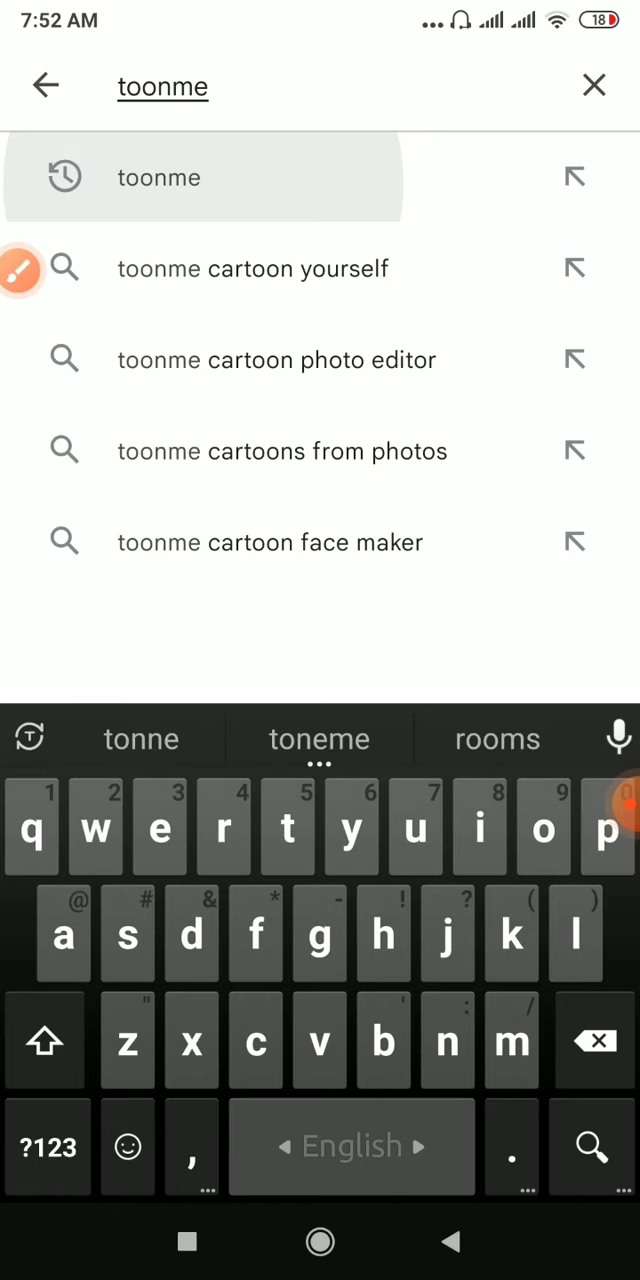 7:52 AM
18
toonme
toonme
toonme cartoon yourself
toonme cartoon photo editor
toonme cartoons from photos
toonme cartoon face maker
T
tonne toneme rooms
1 2 3 4 5 6 7 8 9 0
q w e r t y u i o p
@ # & * - ! ? ( )
a s d f g h j k l
" ' : /
z x c v b n m
?123 , English .